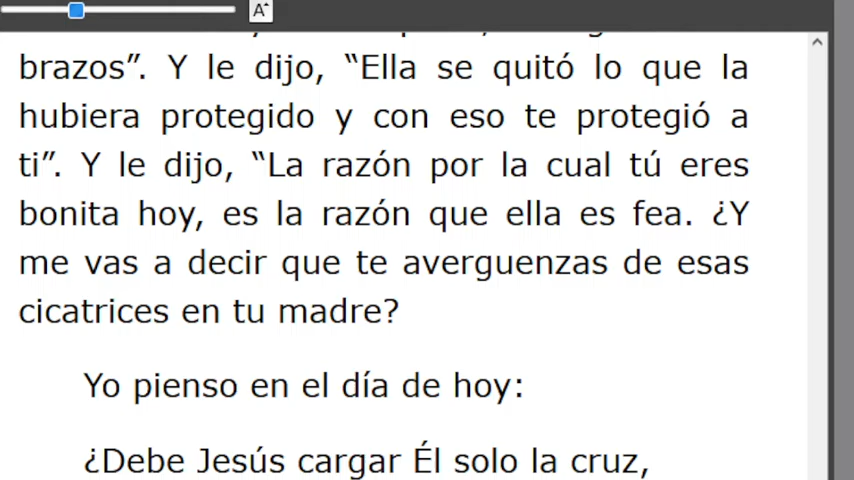 A
brazos”. Y le dijo, “Ella se quitó lo que la
hubiera protegido y con eso te protegió a
ti”. Y le dijo, “La razón por la cual tú eres
bonita hoy, es la razón que ella es fea. ¿Y
me vas a decir que te averguenzas de esas
cicatrices en tu madre?
Yo pienso en el día de hoy:
¿Debe Jesús cargar Él solo la cruz,